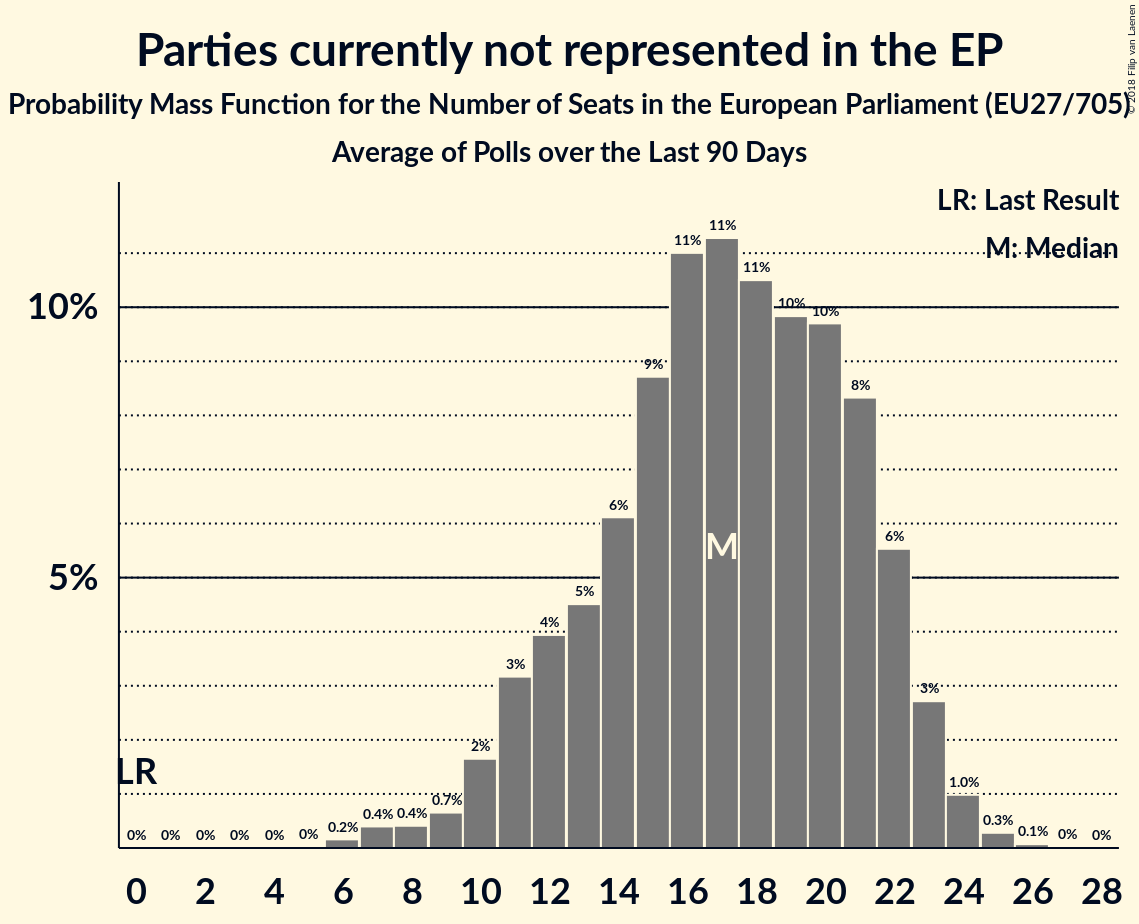 Parties currently not represented in the EP
Probability Mass Function for the Number of Seats in the European Parliament (EU27/705)
Average of Polls over the Last 90 Days
© 2018 Filip van Laenen
LR: Last Result
M: Median
10%
5%
LR
M
0% 0% 0% 0% 0% 0% 0.2% 0.4% 0.4% 0.7% 2% 3% 4% 5% 6% 9% 11% 11% 11% 10% 10% 8% 6% 3% 1.0% 0.3% 0.1% 0% 0%
0 2 4 6 8 10 12 14 16 18 20 22 24 26 28